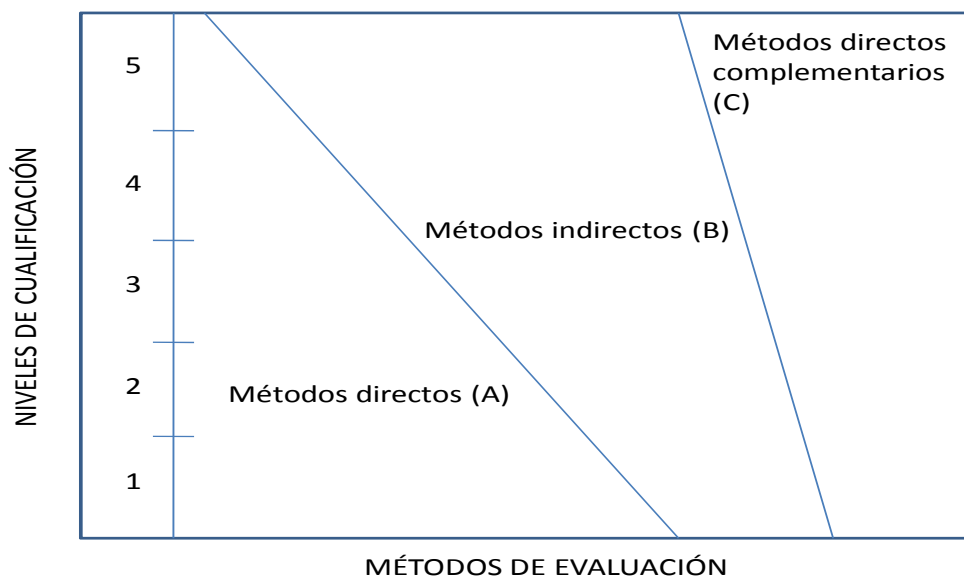 Métodos directos
complementarios
(C)
5
4
Métodos indirectos (B)
3
2
Métodos directos (A)
1
NIVELES DE CUALIFICACIÓN
MÉTODOS DE EVALUACIÓN